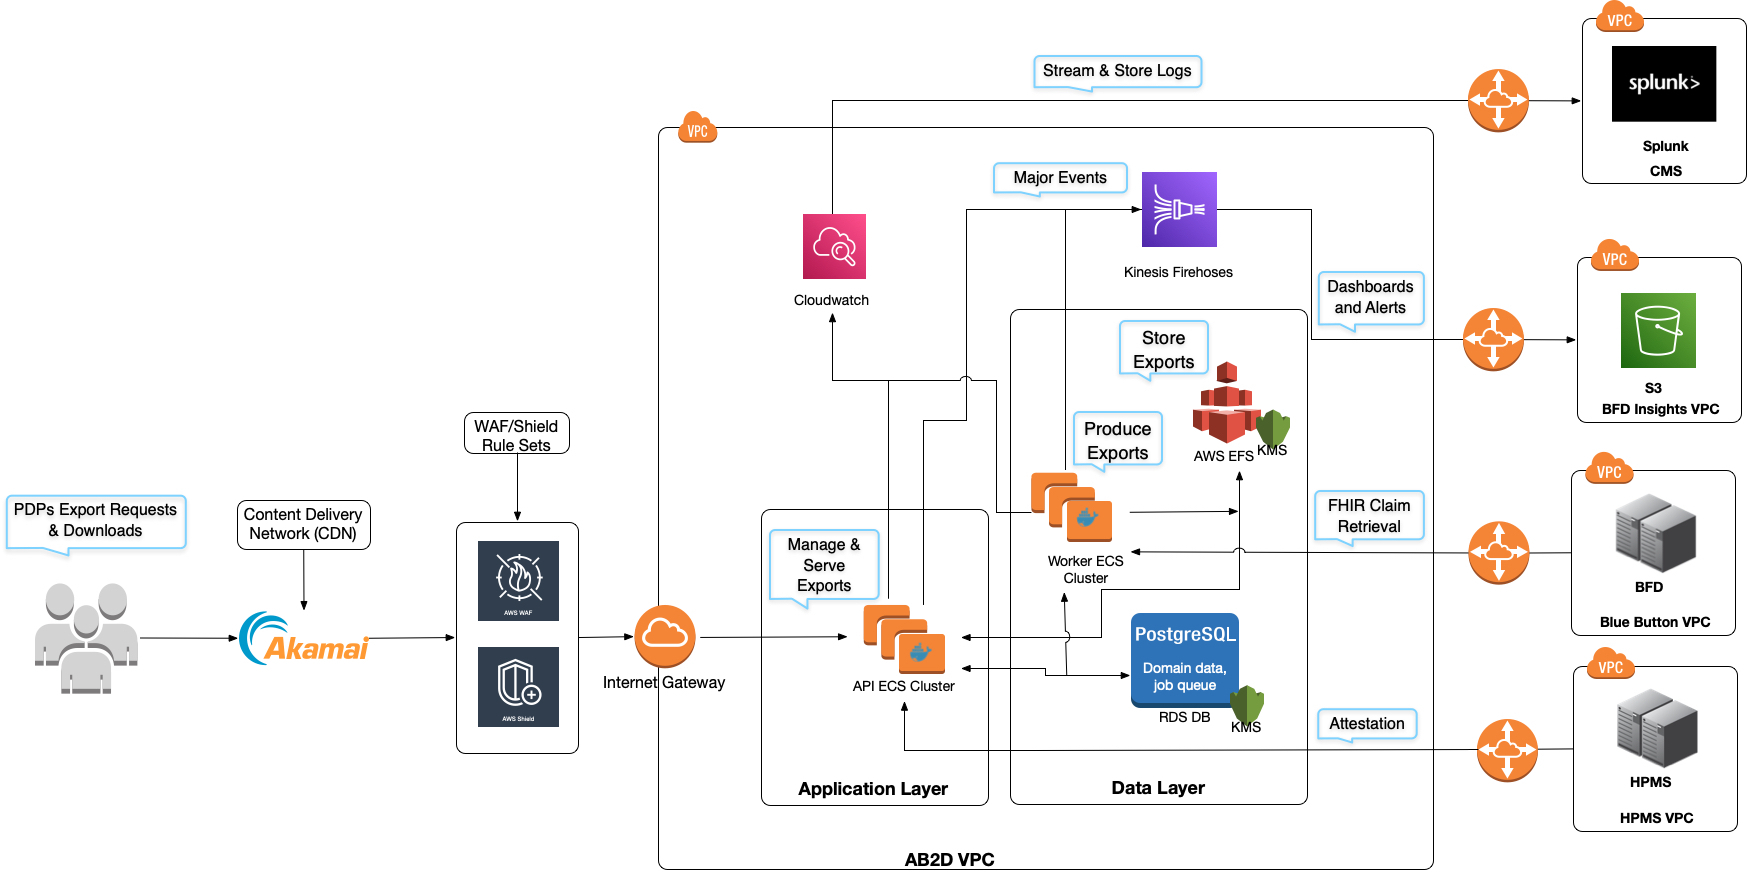 VPC
splunk>
Splunk
CMS
Stream & Store Logs
VPC
Major Events
Kinesis Firehoses
Cloudwatch
VPC
Dashboards
and Alerts
S3
BFD Insights VPC
Store
Exports
AWS EFS
KMS
Produce
Exports
WAF/Shield
Rule Sets
PDPs Export Requests
& Downloads
Content Delivery
Network (CDN)
Akamai
AWS WAF
AWS Shield
Internet Gateway
Manage &
Serve
Exports
API ECS Cluster
Worker ECS
Cluster
VPC
FHIR Claim
Retrieval
BFD
Blue Button VPC
PostgreSQL
Domain data,
job queue
RDS DB
KMS
VPC
Attestation
HPMS
HPMS VPC
Application Layer
Data Layer
AB2D VPC